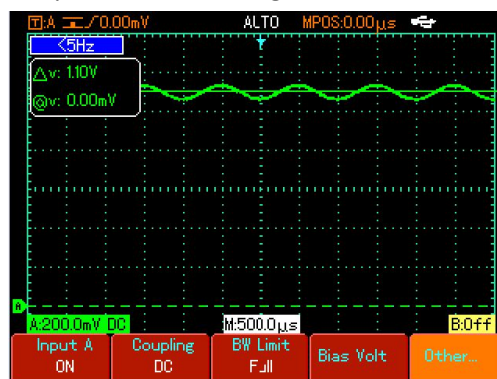 T:A 0.00mV ALTO MPOS:0.00µs
<5Hz
△v: 1.10V
@v: 0.00mV
A
A:200.0mV DC M:500.0µs B:Off
Input A Coupling BW Limit Bias Volt Other...
ON DC Full